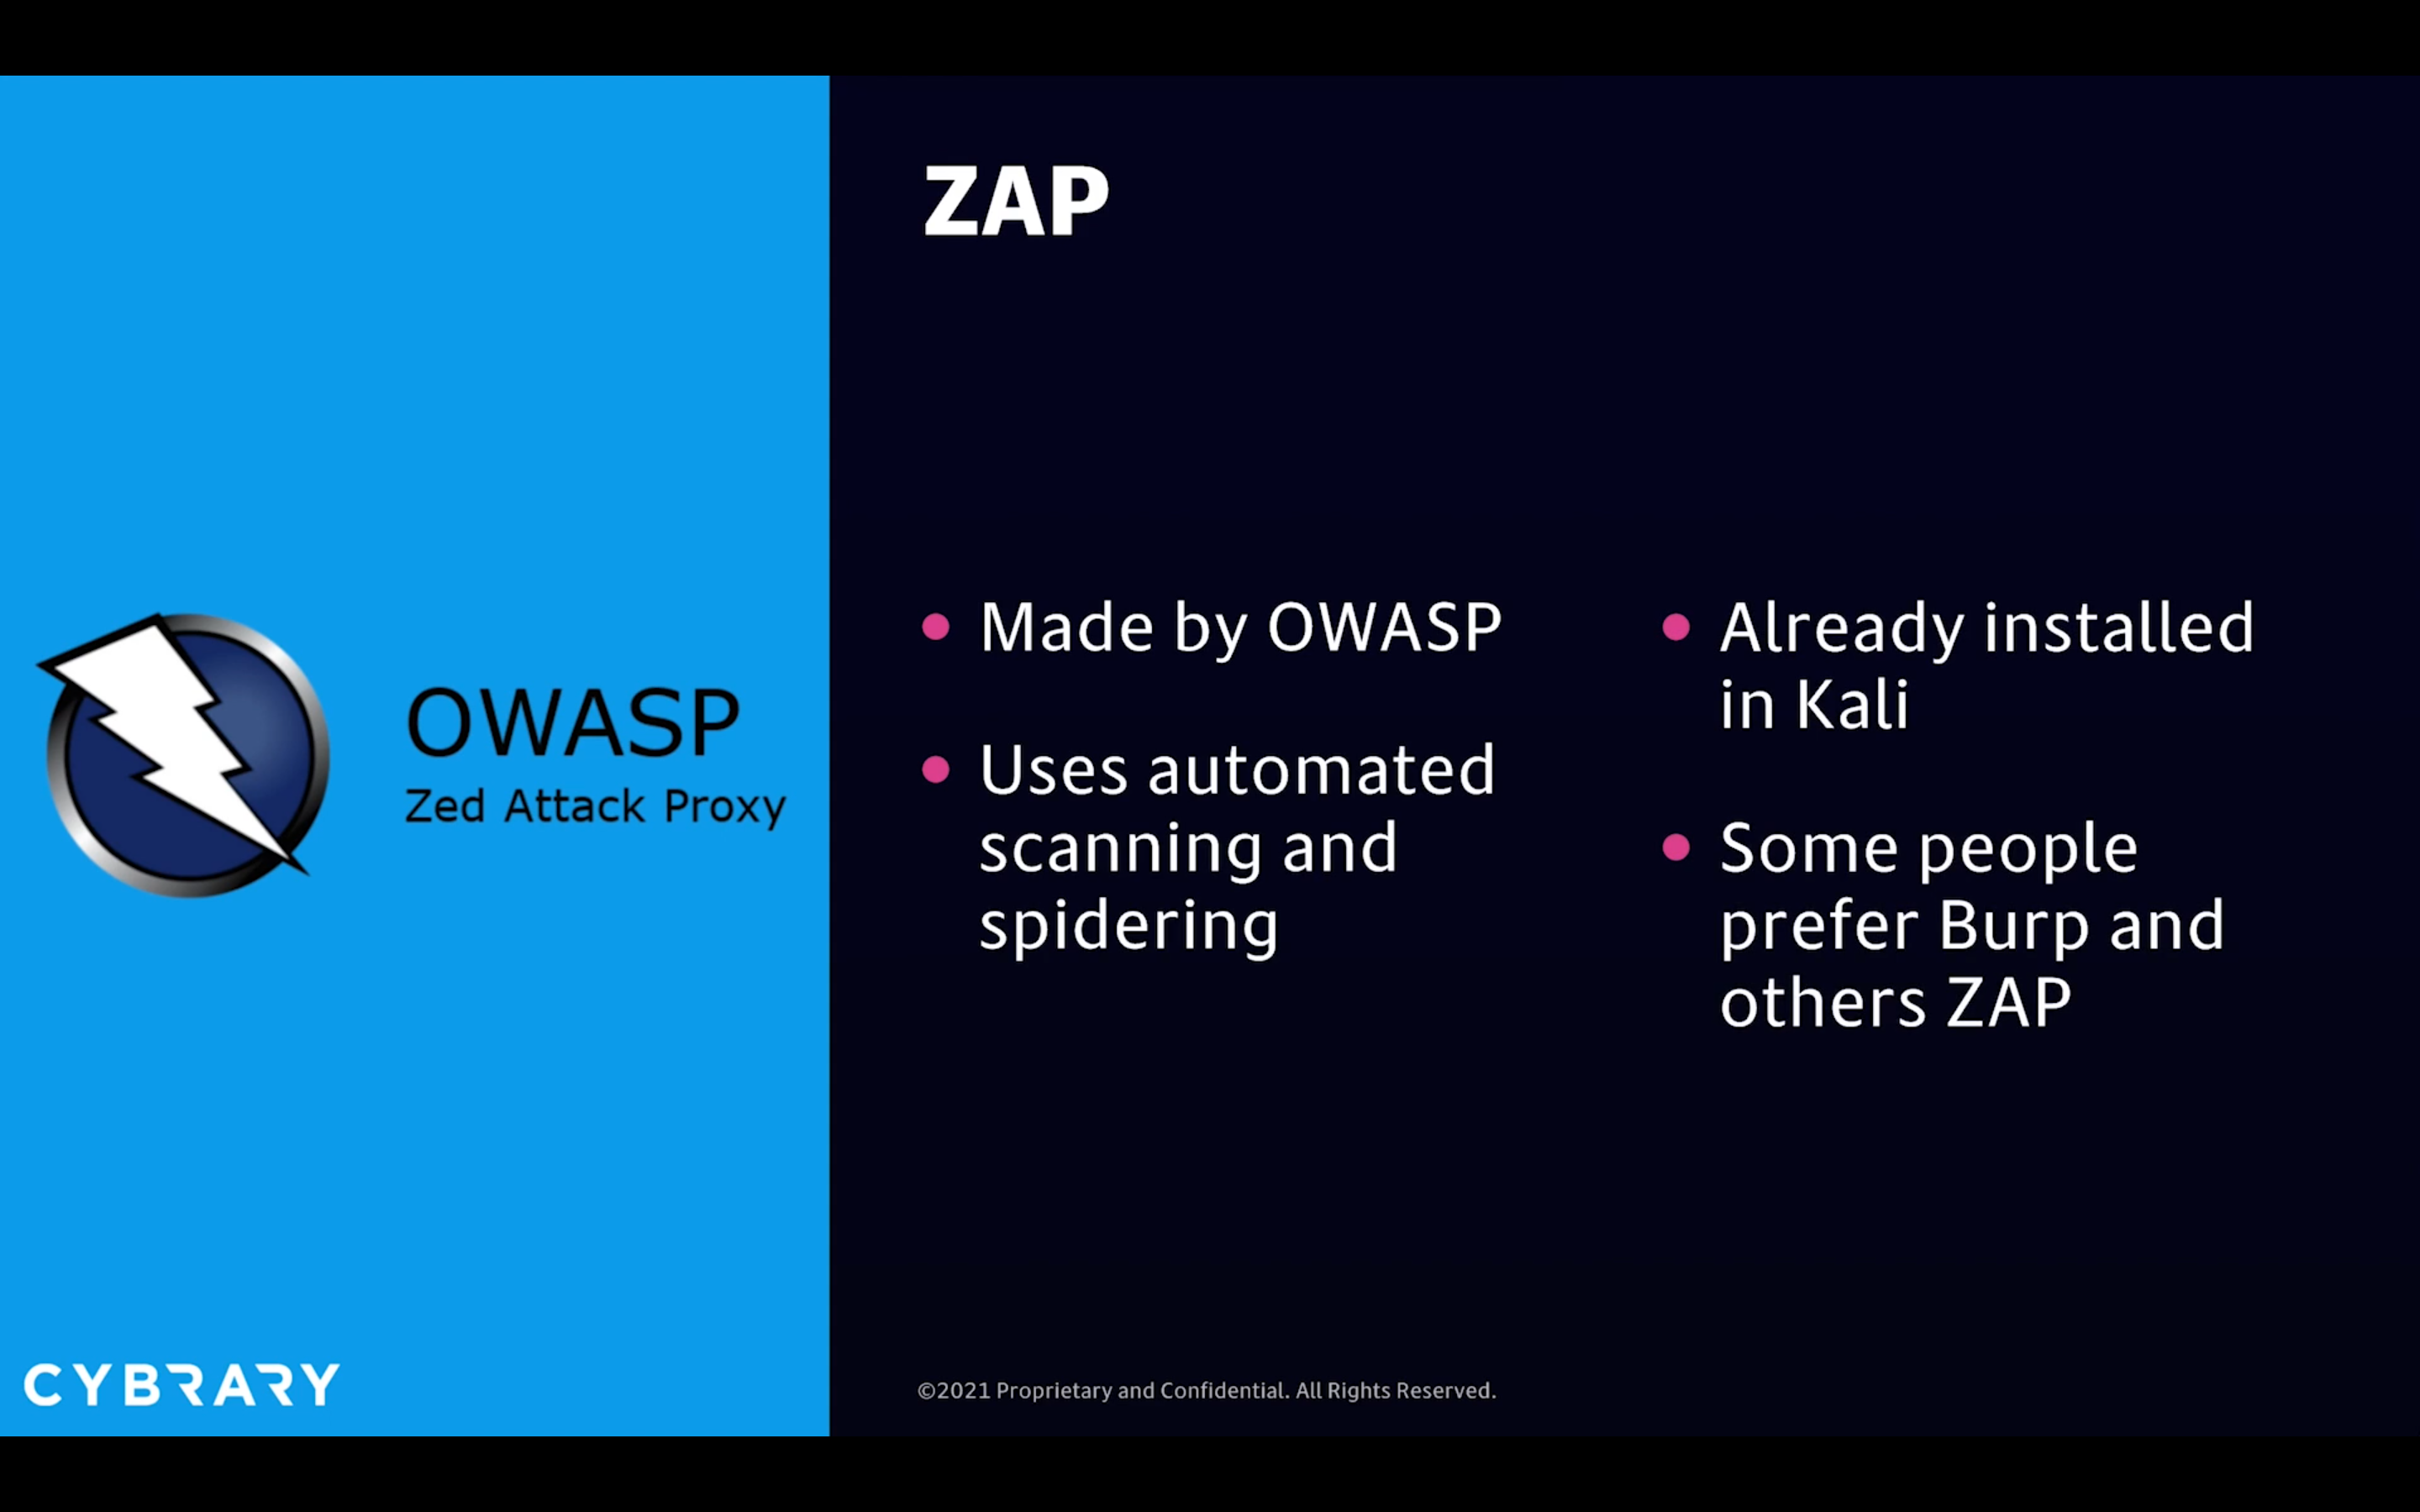 OWASP
Zed Attack Proxy
CYBRARY
ZAP
Made by OWASP
Uses automated
scanning and
spidering
Already installed
in Kali
Some people
prefer Burp and
others ZAP
©2021 Proprietary and Confidential. All Rights Reserved.